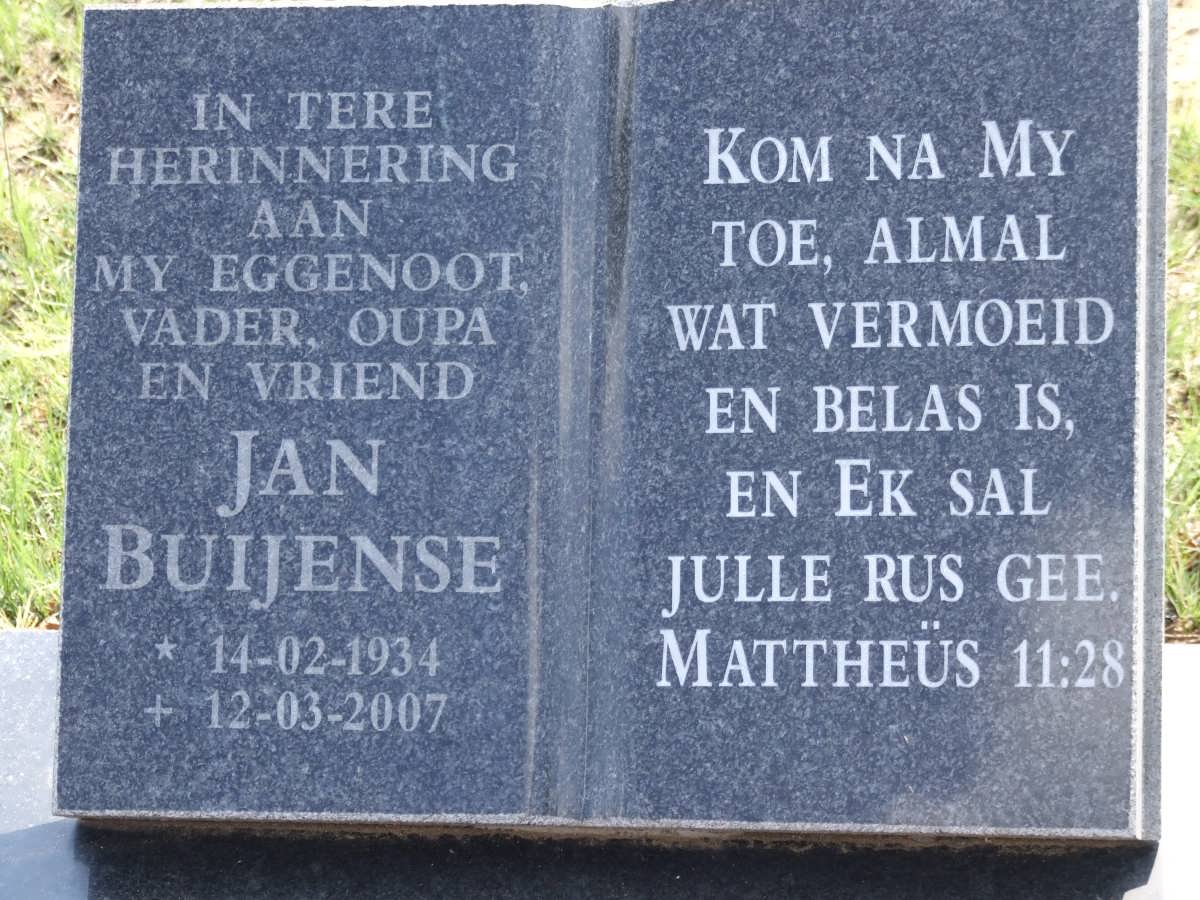 IN TERE
HERINNERING
AAN
MY EGGENOOT,
VADER, OUPA
EN VRIEND
JAN
BUIJENSE
* 14-02-1934
+ 12-03-2007
KOM NA MY
TOE, ALMAL
WAT VERMOEID
EN BELAS IS,
EN EK SAL
JULLE RUS GEE.
MATTHEÜS 11:28